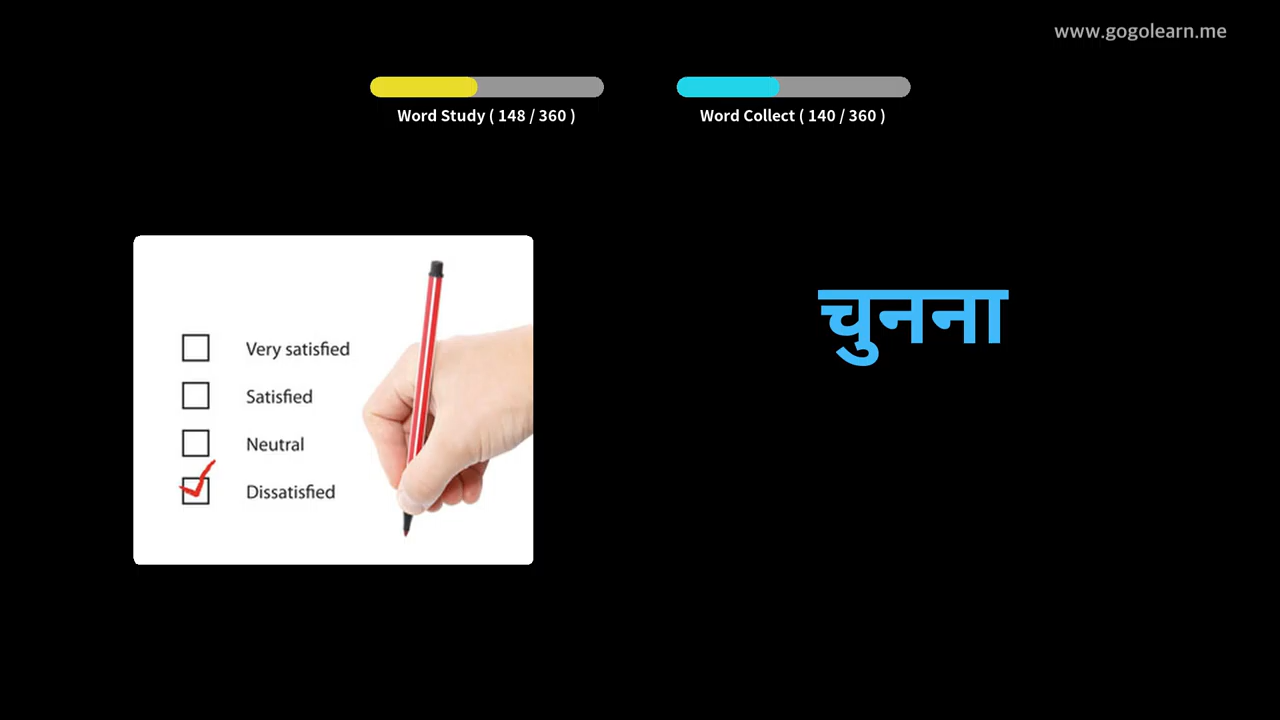 www.gogolearn.me
Word Study ( 148 / 360 )
Word Collect ( 140 / 360 )
Very satisfied
Satisfied
Neutral
Dissatisfied
चुनना